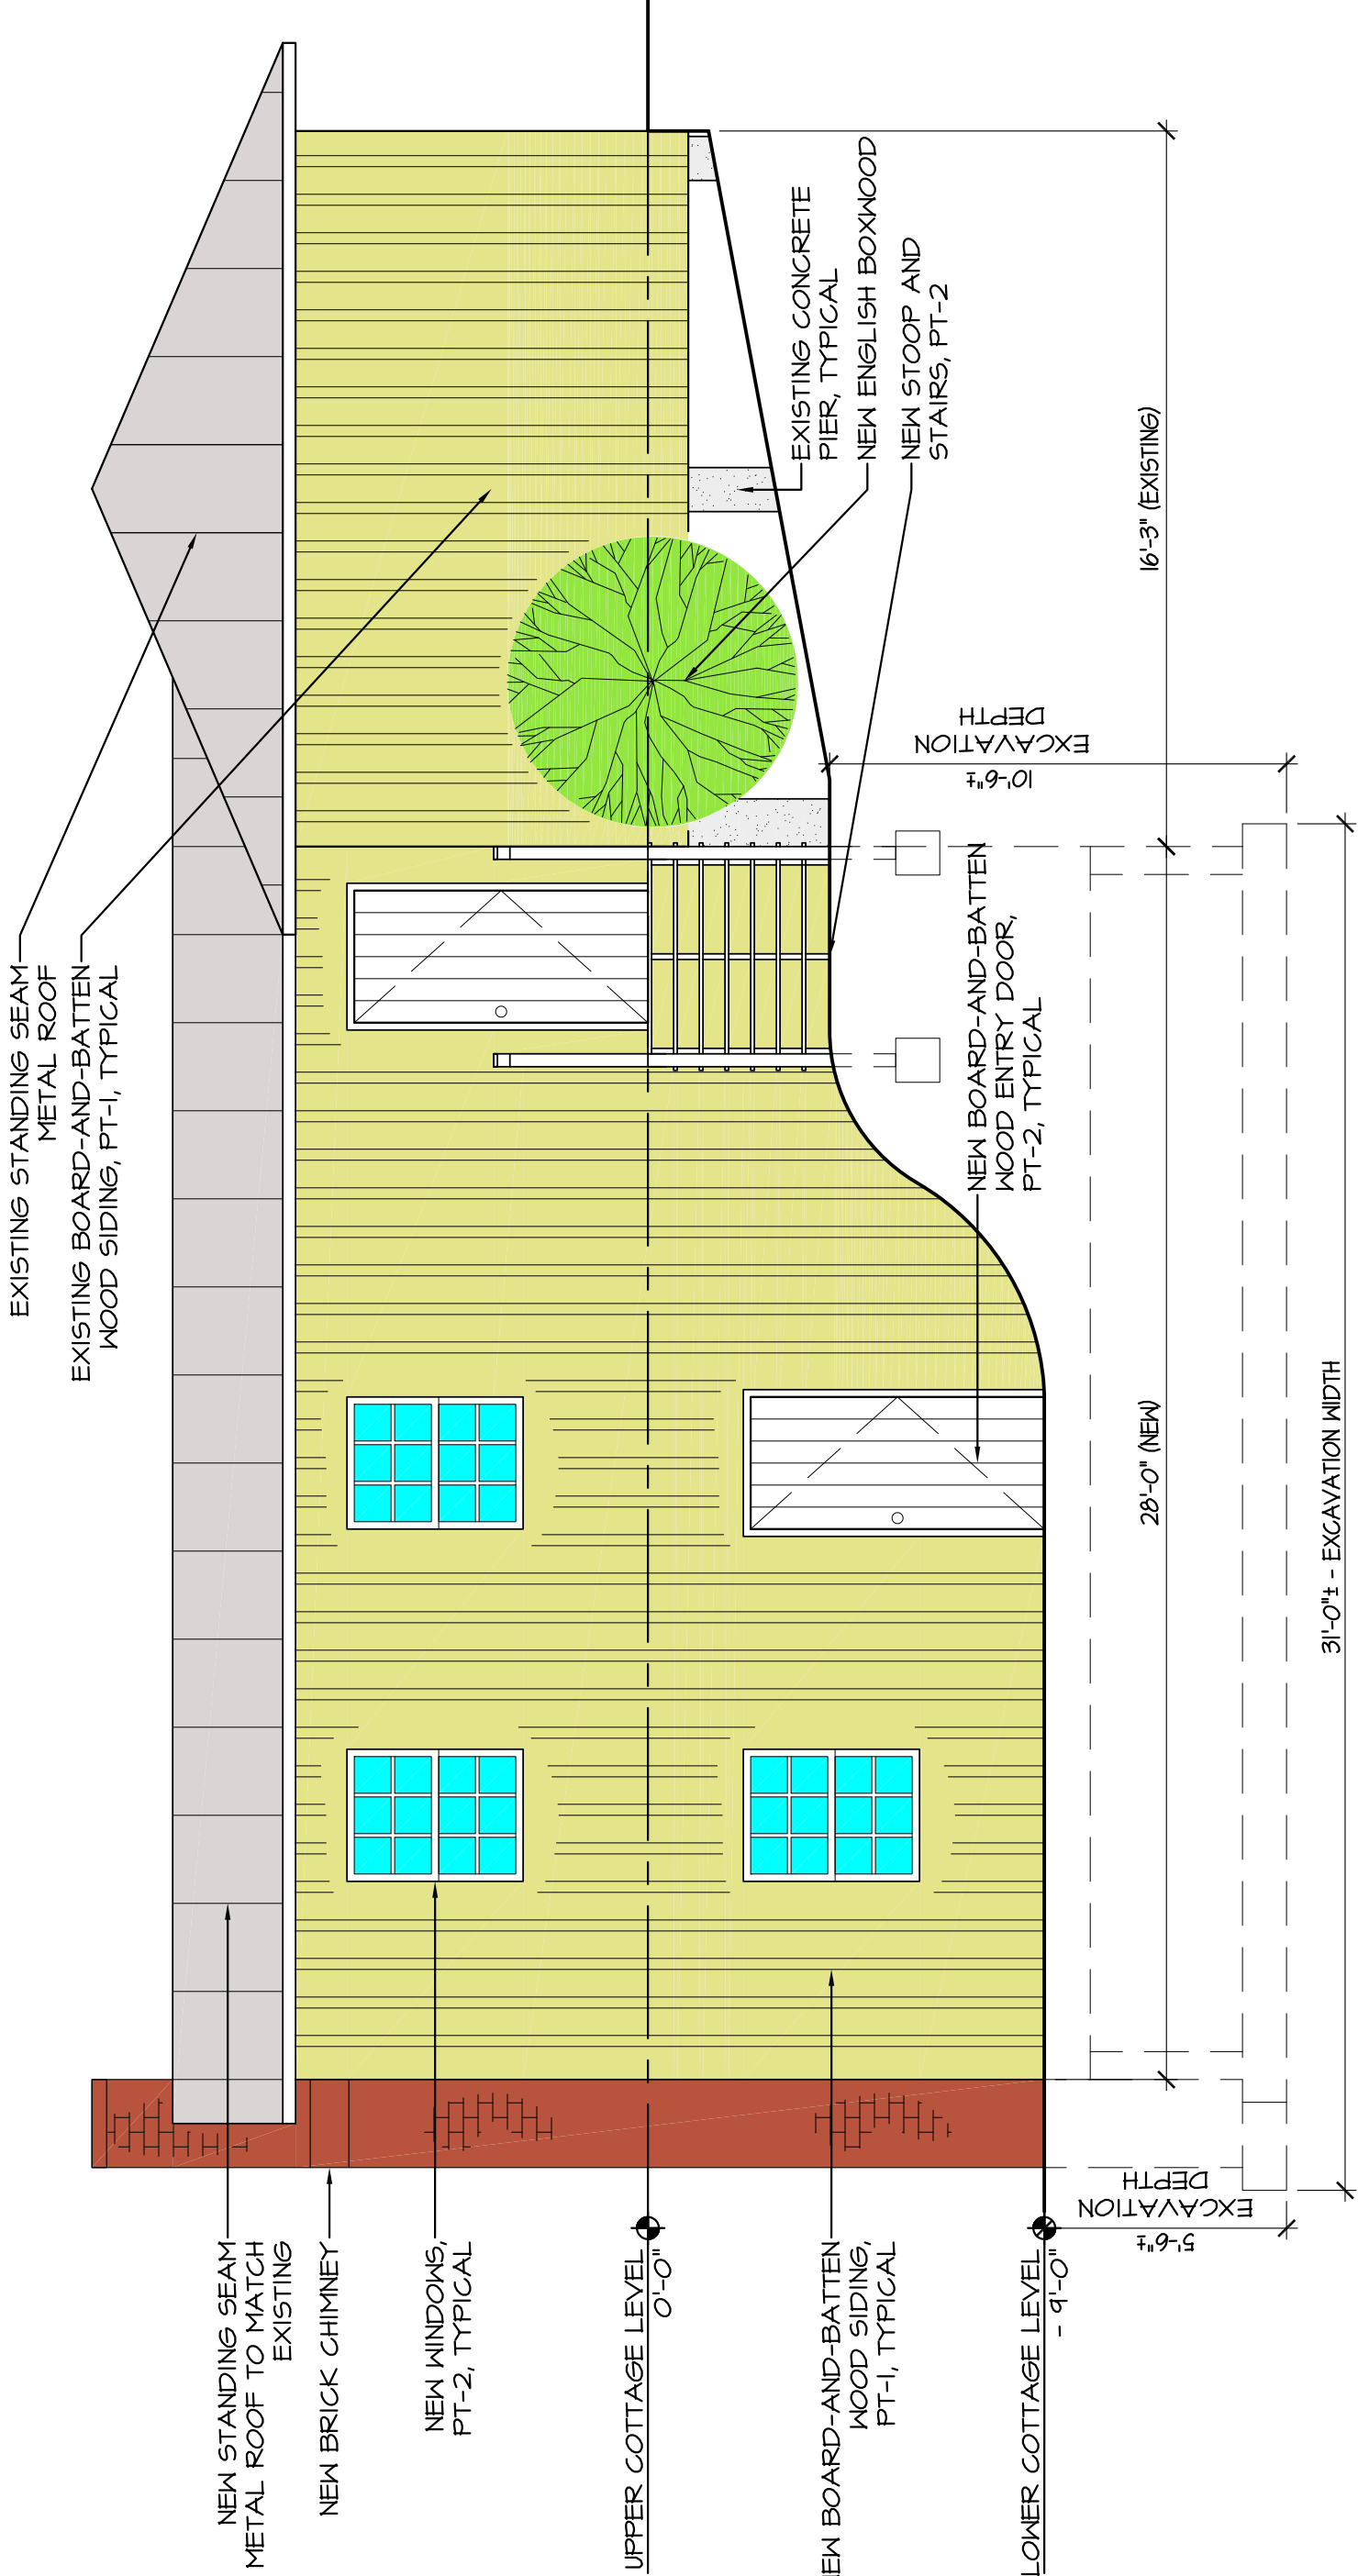 EXISTING STANDING SEAM
METAL ROOF
EXISTING BOARD-AND-BATTEN
WOOD SIDING, PT-1, TYPICAL
NEW STANDING SEAM
METAL ROOF TO MATCH
EXISTING
NEW BRICK CHIMNEY
NEW WINDOWS,
PT-2, TYPICAL
UPPER COTTAGE LEVEL
0'-0"
EW BOARD-AND-BATTEN
WOOD SIDING,
PT-1, TYPICAL
LOWER COTTAGE LEVEL
- 9'-0"
EXISTING CONCRETE
PIER, TYPICAL
NEW ENGLISH BOXWOOD
NEW STOOP AND
STAIRS, PT-2
NEW BOARD-AND-BATTEN
WOOD ENTRY DOOR,
PT-2, TYPICAL
10'-6"±
EXCAVATION
DEPTH
5'-6"±
EXCAVATION
DEPTH
28'-0" (NEW)
16'-3" (EXISTING)
31'-0"± - EXCAVATION WIDTH